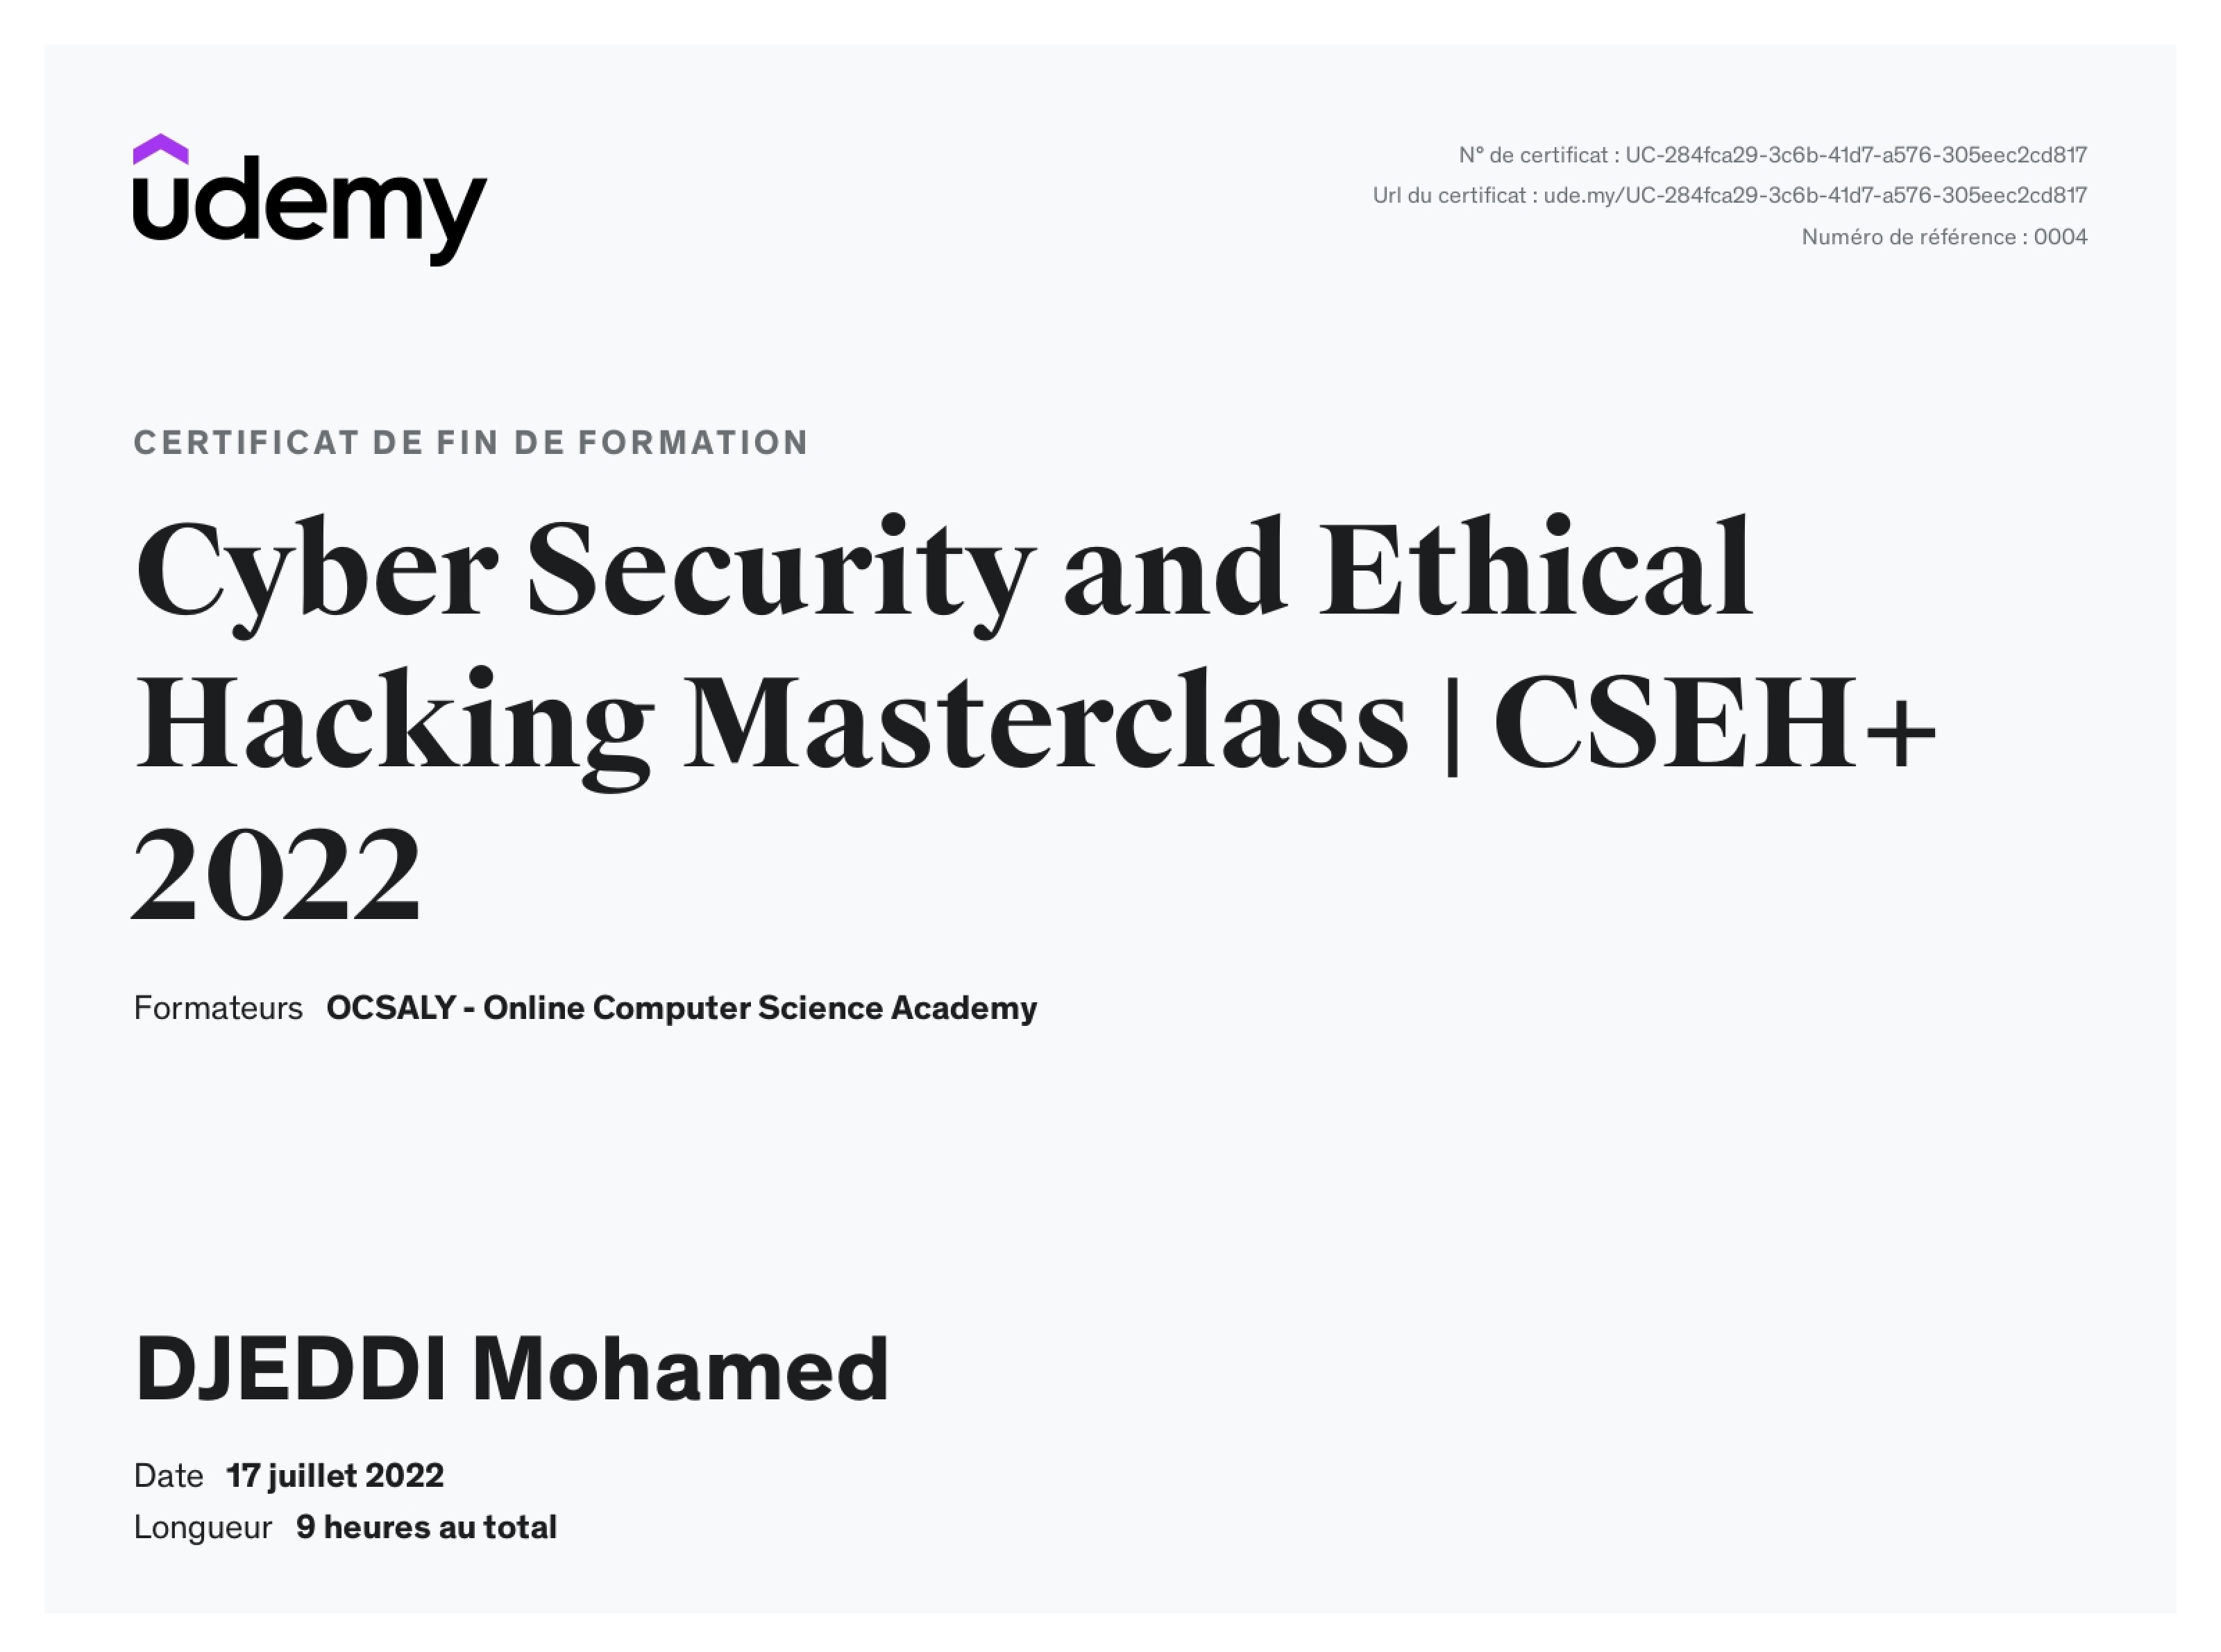 udemy
N° de certificat : UC-284fca29-3c6b-41d7-a576-305eec2cd817
Url du certificat : ude.my/UC-284fca29-3c6b-41d7-a576-305eec2cd817
Numéro de référence : 0004
CERTIFICAT DE FIN DE FORMATION
Cyber Security and Ethical
Hacking Masterclass | CSEH+
2022
Formateurs OCSALY - Online Computer Science Academy
DJEDDI Mohamed
Date 17 juillet 2022
Longueur 9 heures au total